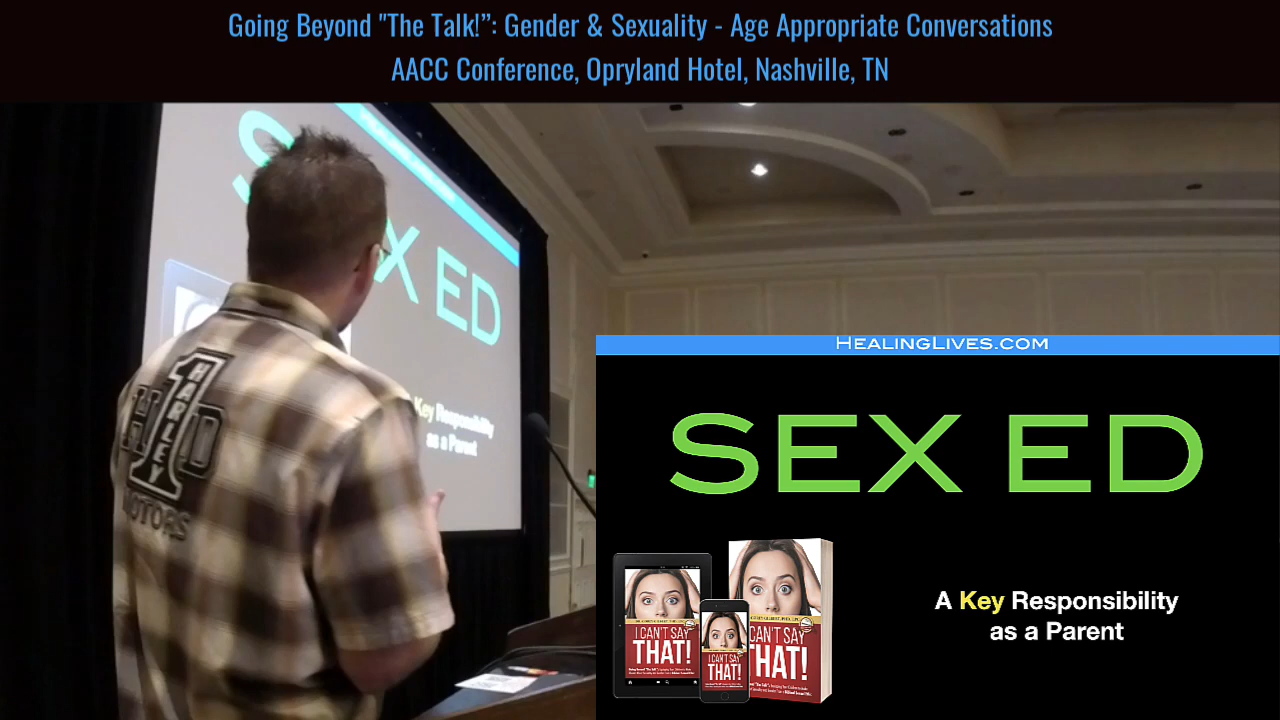 Going Beyond "The Talk!”: Gender & Sexuality - Age Appropriate Conversations
AACC Conference, Opryland Hotel, Nashville, TN
SEX ED
Key Responsibility
as a Parent
HARLEY
H D
1
MOTORS
HEALINGLIVES.COM
SEX ED
A Key Responsibility
as a Parent
I CAN'T SAY
THAT!
I CAN'T SAY
THAT!
CAN'T SAY
HAT!